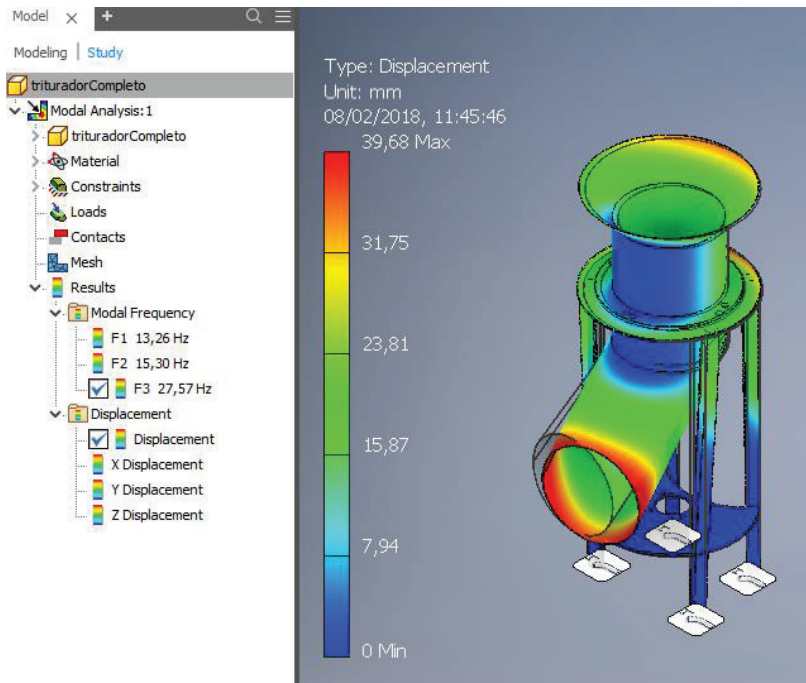 Model
Modeling | Study
trituradorCompleto
Modal Analysis:1
trituradorCompleto
Material
Constraints
Loads
Contacts
Mesh
Results
Modal Frequency
F1 13,26 Hz
F2 15,30 Hz
F3 27,57 Hz
Displacement
Displacement
X Displacement
Y Displacement
Z Displacement
Type: Displacement
Unit: mm
08/02/2018, 11:45:46
39,68 Max
31,75
23,81
15,87
7,94
0 Min